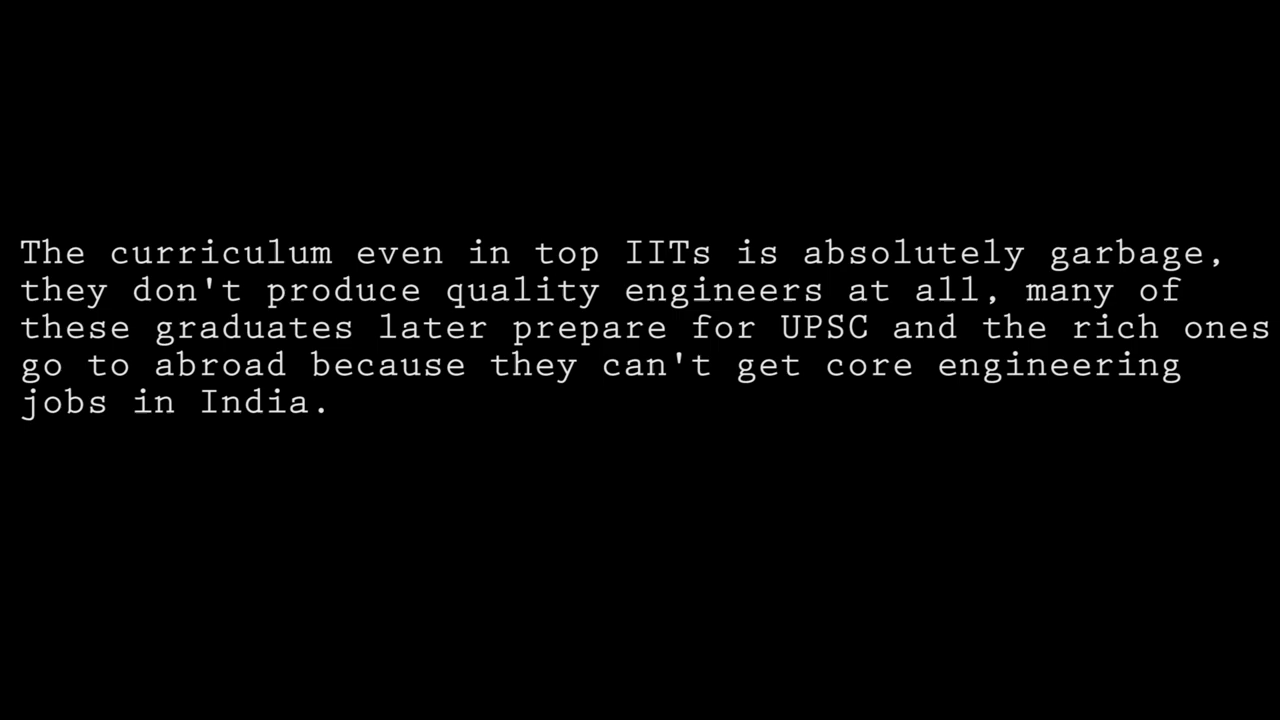 The curriculum even in top IITs is absolutely garbage,
they don't produce quality engineers at all, many of
these graduates later prepare for UPSC and the rich ones
go to abroad because they can't get core engineering
jobs in India.